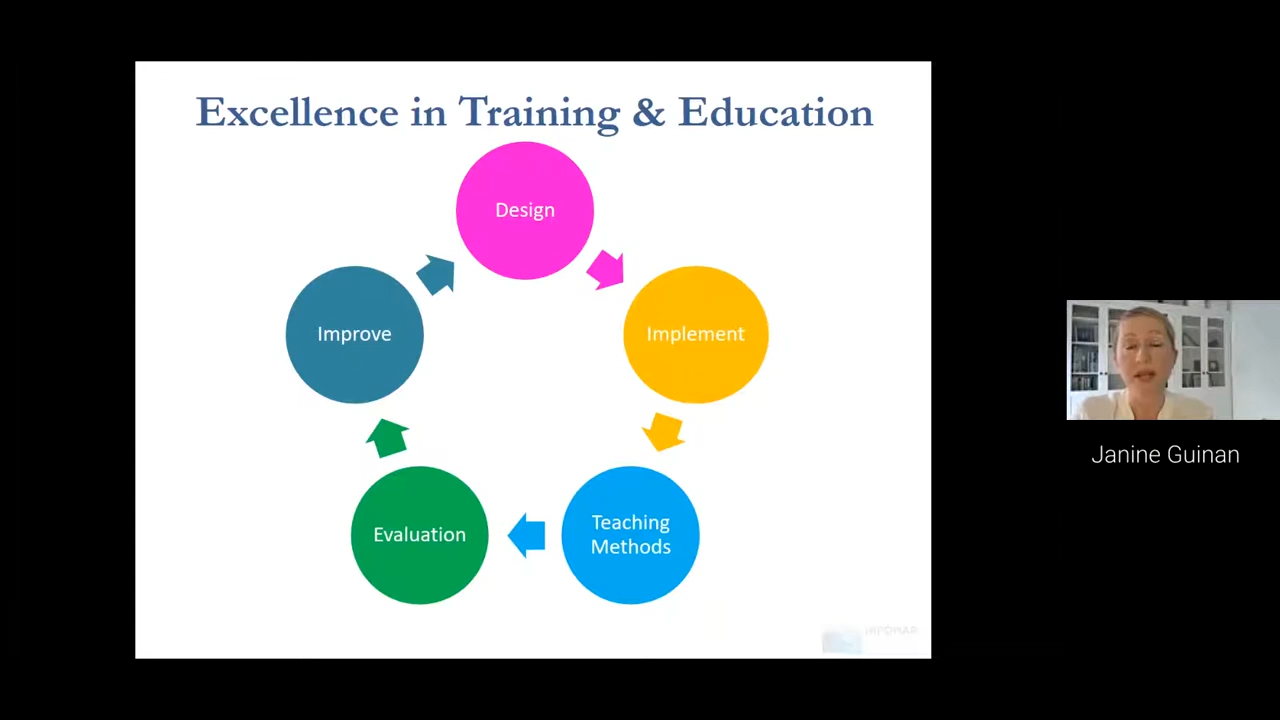 Excellence in Training & Education
Design
Implement
Teaching
Methods
Evaluation
Improve
Janine Guinan